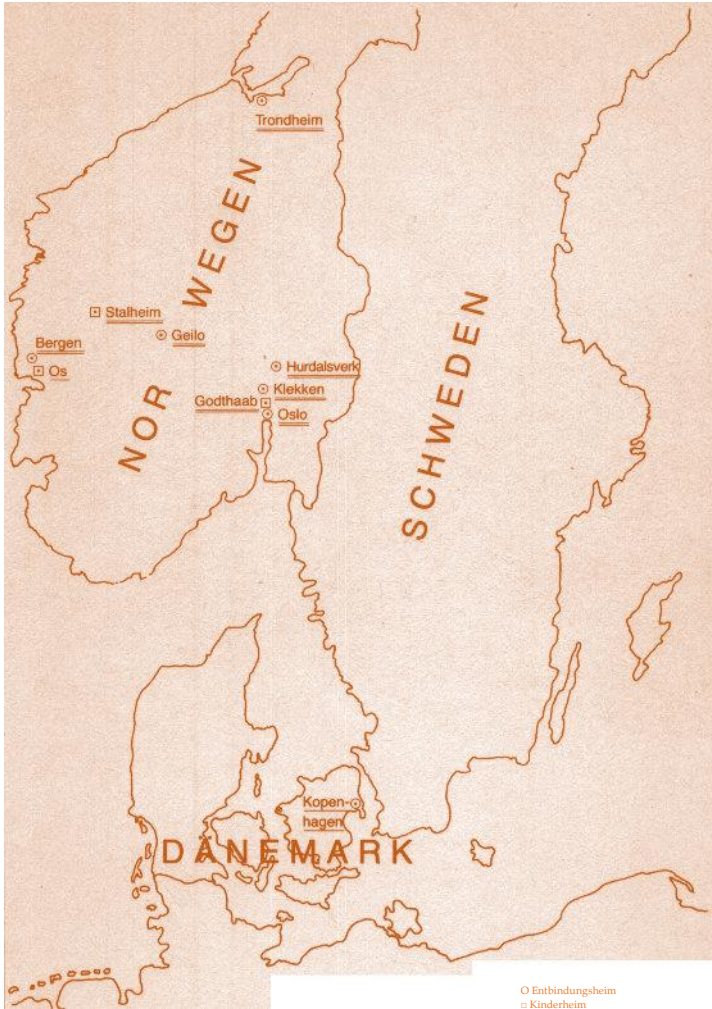 Trondheim
WEGEN
Stalheim
Geilo
Bergen
Os
Hurdalsverk
Klekken
Godthaab
Oslo
NOR
SCHWEDEN
Kopen-
hagen
DÄNEMARK
O Entbindungsheim
□ Kinderheim